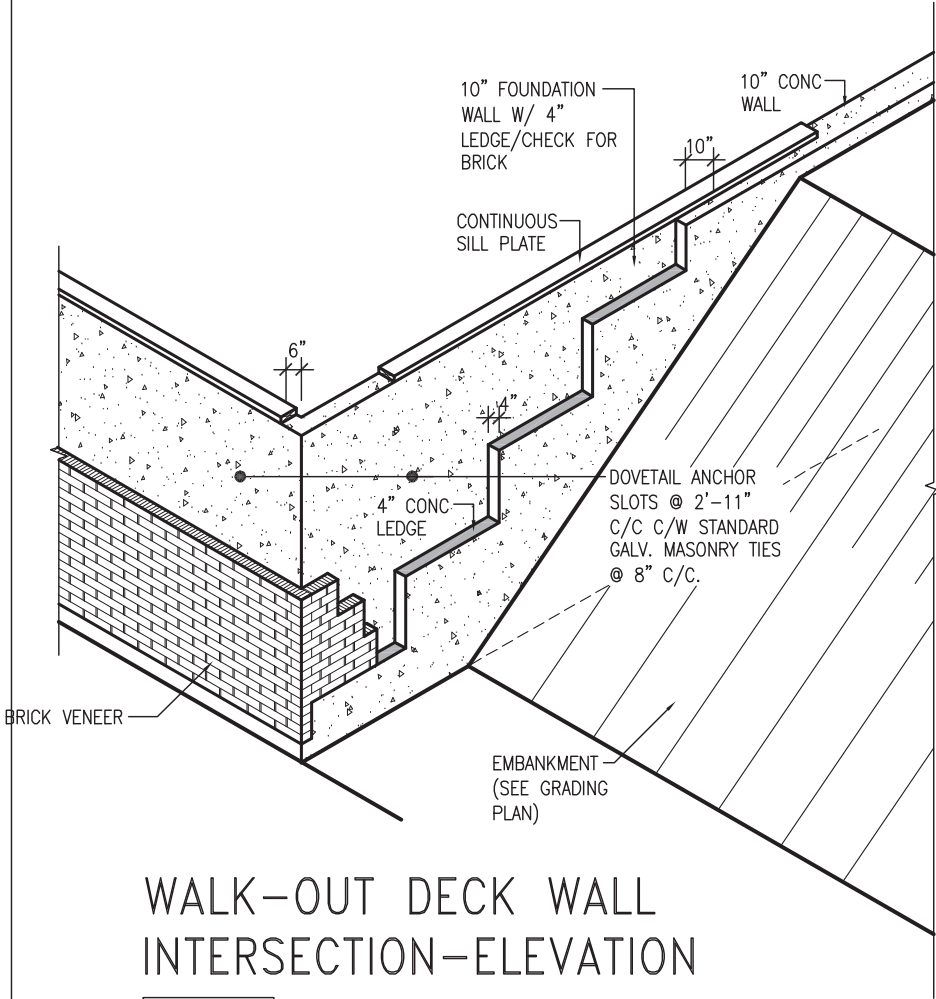 10” FOUNDATION
WALL W/ 4”
LEDGE/CHECK FOR
BRICK
10” CONC
WALL
10”
CONTINUOUS
SILL PLATE
6”
4”
4” CONC
LEDGE
DOVETAIL ANCHOR
SLOTS @ 2’-11”
C/C C/W STANDARD
GALV. MASONRY TIES
@ 8” C/C.
BRICK VENEER
EMBANKMENT
(SEE GRADING
PLAN)
WALK-OUT DECK WALL
INTERSECTION-ELEVATION